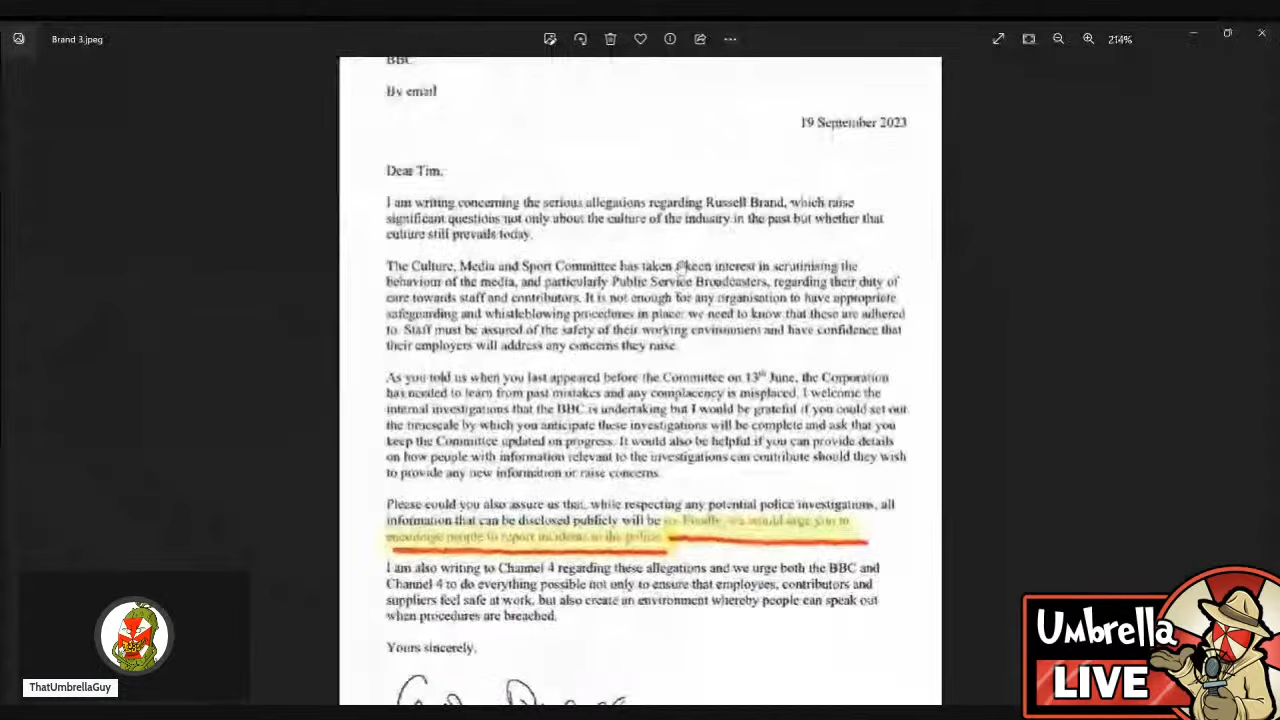 Brand 3.jpeg
214%
BBC
By email
19 September 2023
Dear Tim,
I am writing concerning the serious allegations regarding Russell Brand, which raise
significant questions not only about the culture of the industry in the past but whether that
culture still prevails today.
The Culture, Media and Sport Committee has taken a keen interest in scrutinising the
behaviour of the media, and particularly Public Service Broadcasters, regarding their duty of
care towards staff and contributors. It is not enough for any organisation to have appropriate
safeguarding and whistleblowing procedures in place: we need to know that these are adhered
to. Staff must be assured of the safety of their working environment and have confidence that
their employers will address any concerns they raise.
As you told us when you last appeared before the Committee on 13th June, the Corporation
has needed to learn from past mistakes and any complacency is misplaced. I welcome the
internal investigations that the BBC is undertaking but I would be grateful if you could set out
the timescale by which you anticipate these investigations will be complete and ask that you
keep the Committee updated on progress. It would also be helpful if you can provide details
on how people with information relevant to the investigations can contribute should they wish
to provide any new information or raise concerns.
Please could you also assure us that, while respecting any potential police investigations, all
information that can be disclosed publicly will be so. Finally, we would urge you to
encourage people to report incidents to the police.
I am also writing to Channel 4 regarding these allegations and we urge both the BBC and
Channel 4 to do everything possible not only to ensure that employees, contributors and
suppliers feel safe at work, but also create an environment whereby people can speak out
when procedures are breached.
Yours sincerely,
ThatUmbrellaGuy
Umbrella
LIVE